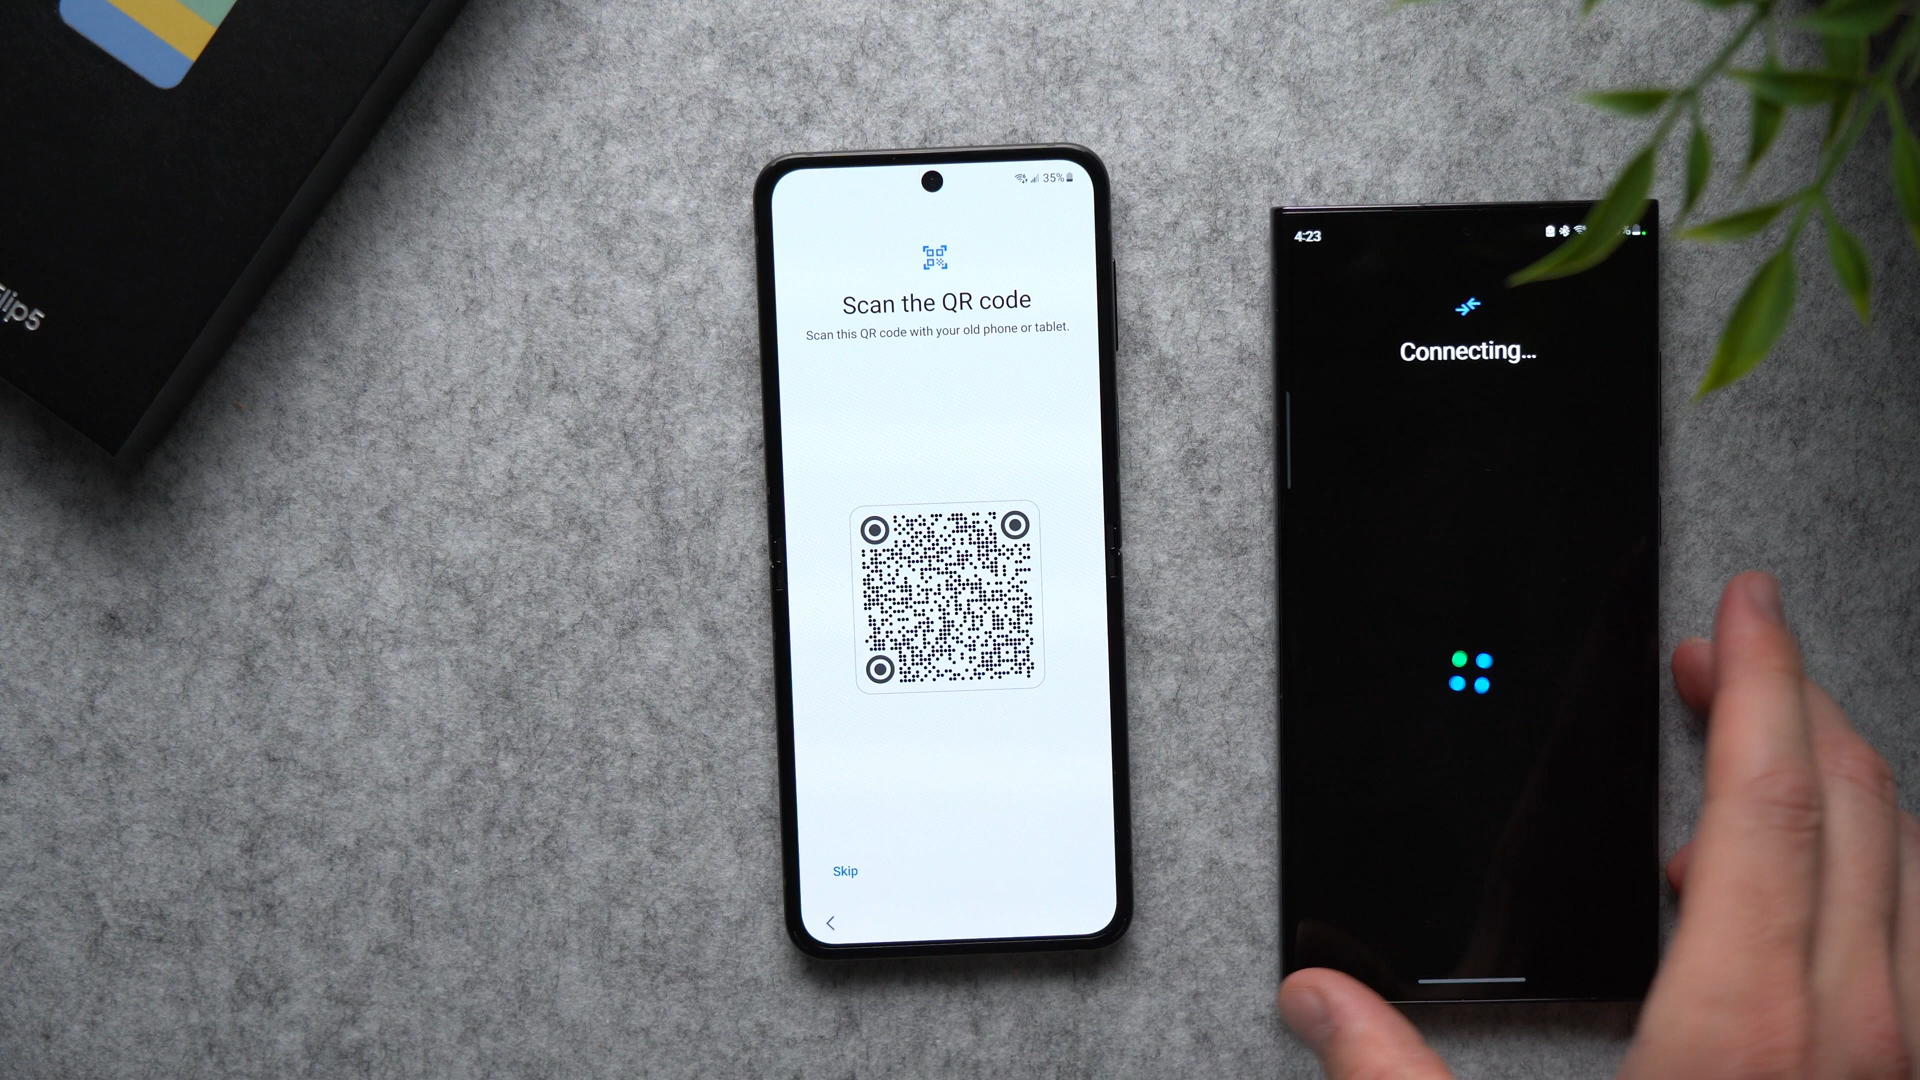 35%
Scan the QR code
Scan this QR code with your old phone or tablet.
Skip
4:23
Connecting...